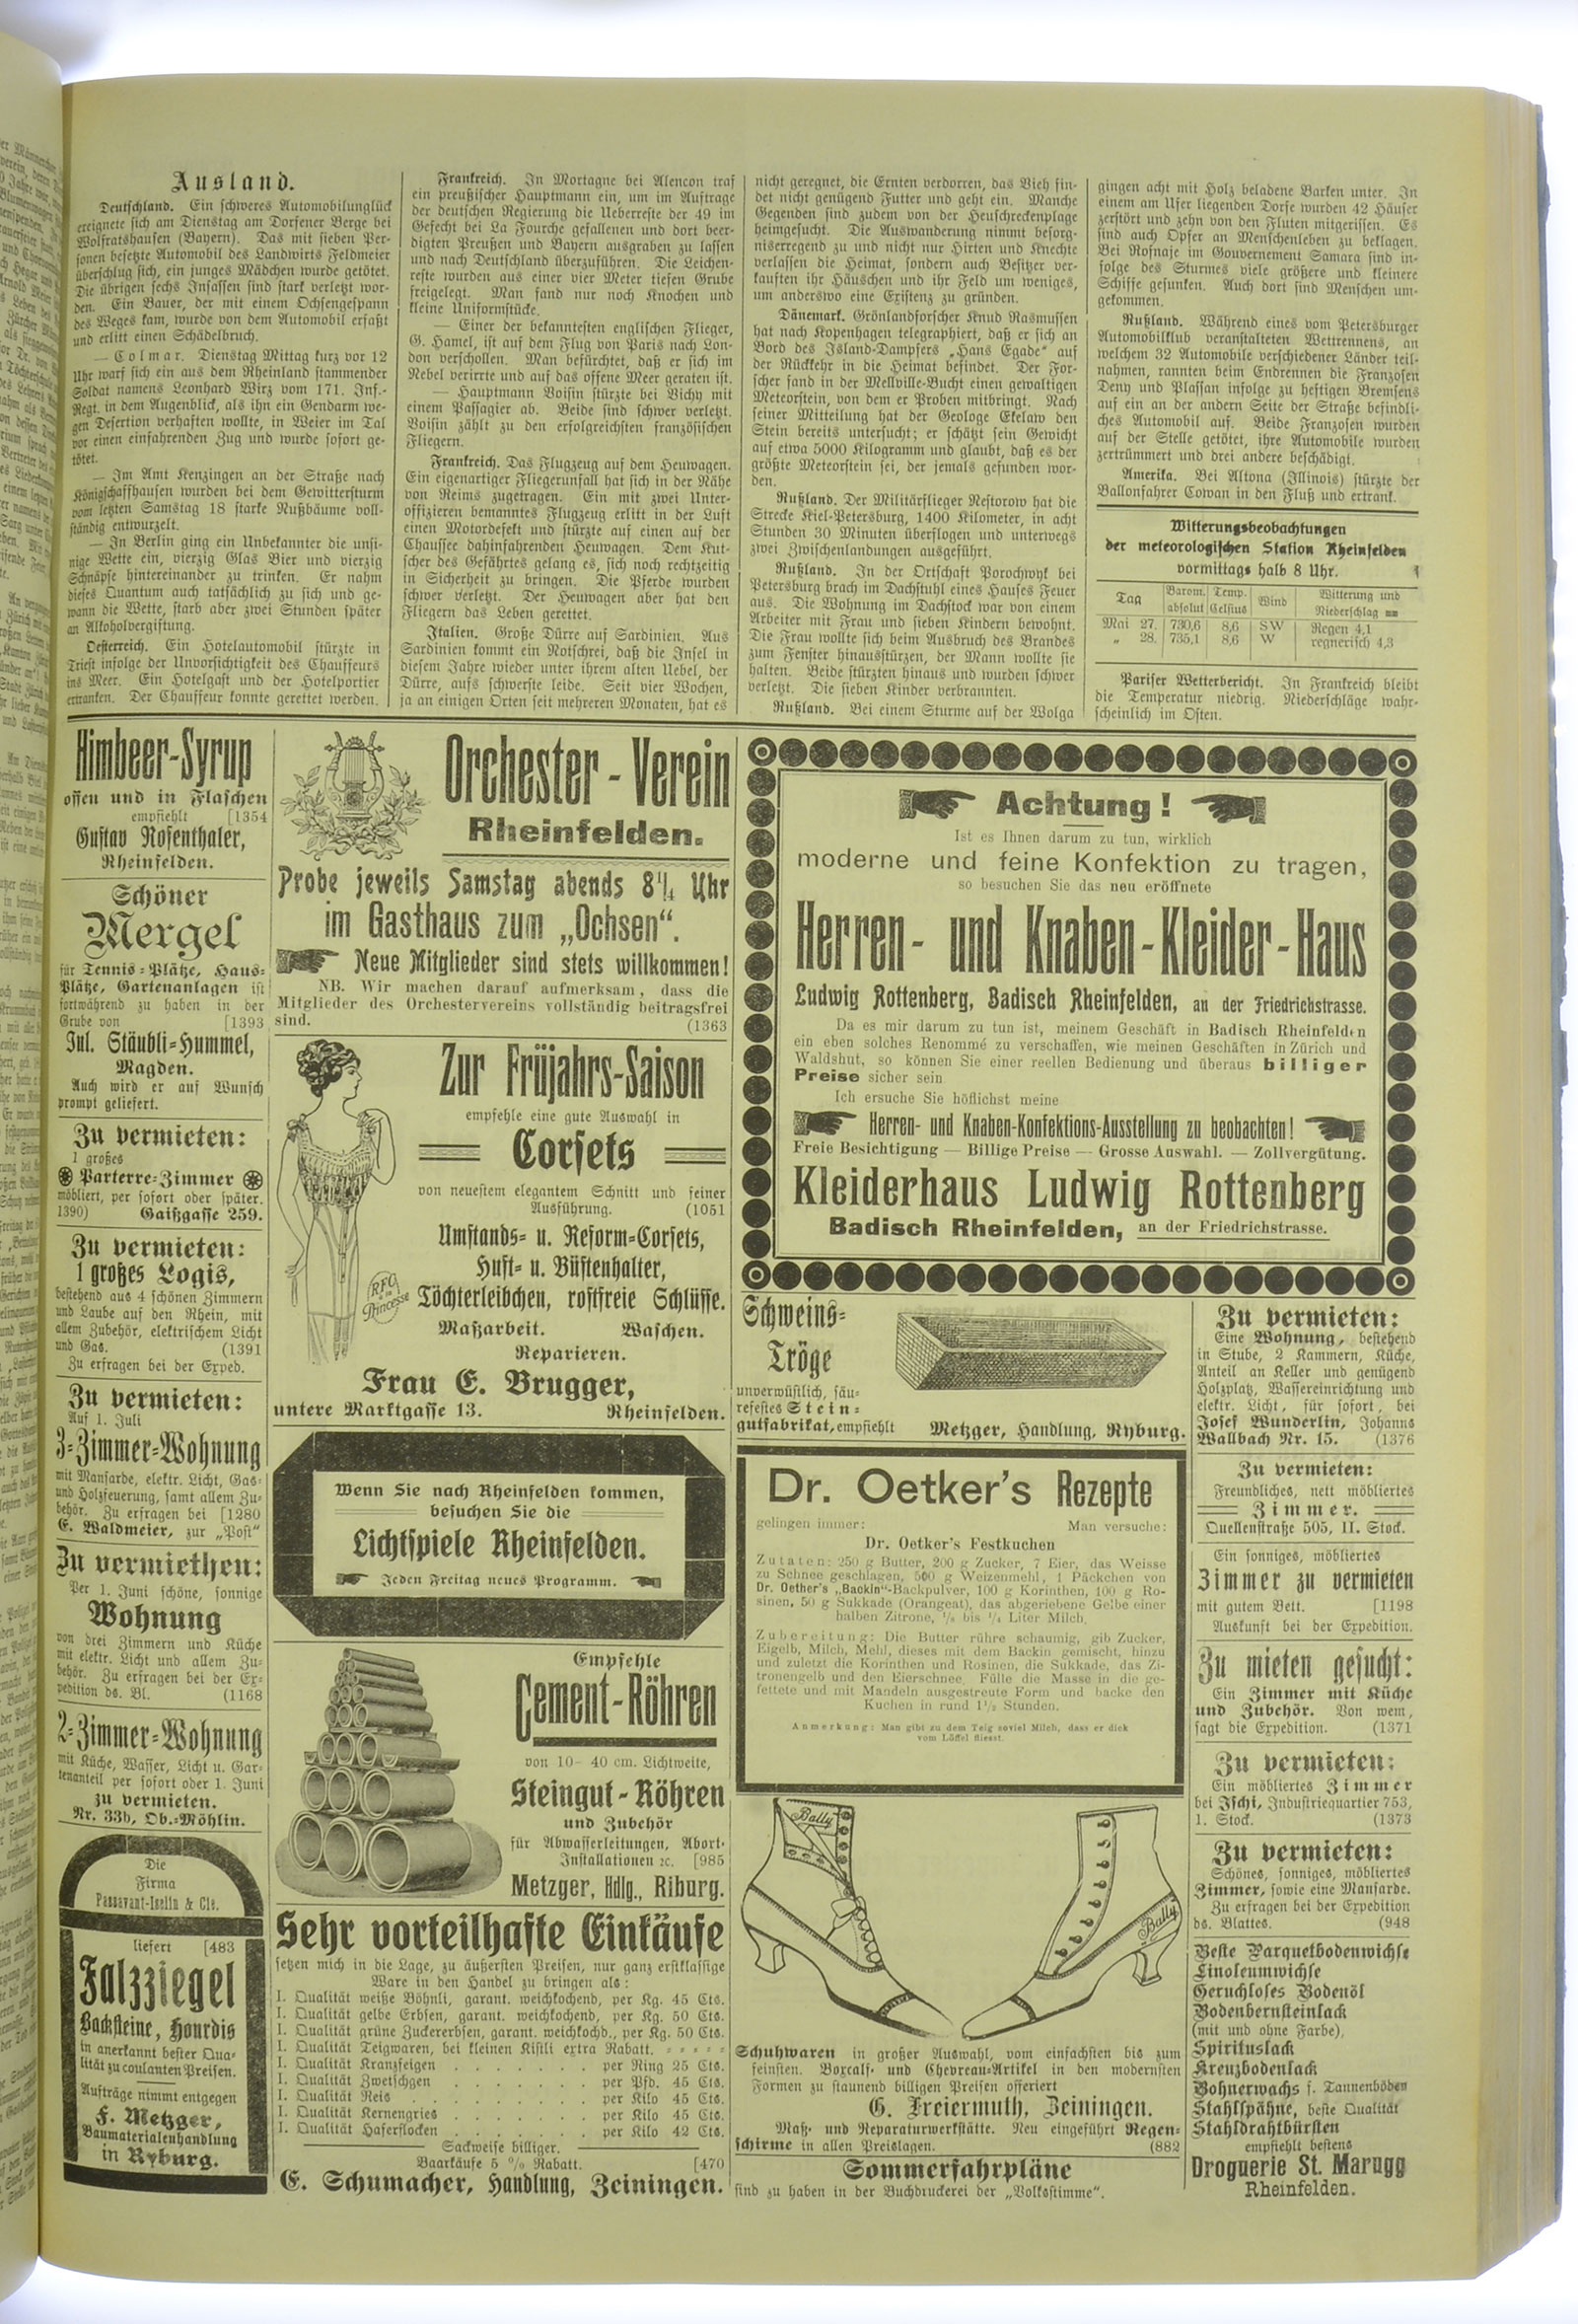 Ausland.
Deutschland. Ein schweres Automobilunglück
ereignete sich am Dienstag am Dorfener Berge bei
Wolfratshausen (Bayern). Das mit sieben Per-
sonen besetzte Automobil des Landwirts Feldmeier
überschlug sich, ein junges Mädchen wurde getötet.
Die übrigen sechs Insassen sind stark verletzt wor-
den. Ein Bauer, der mit einem Ochsengespann
des Weges kam, wurde von dem Automobil erfaßt
und erlitt einen Schädelbruch.
— Colmar. Dienstag Mittag kurz vor 12
Uhr warf sich ein aus dem Rheinland stammender
Soldat namens Leonhard Wirz vom 171. Inf.-
Regt. in dem Augenblick, als ihn ein Gendarm we-
gen Desertion verhaften wollte, in Weier im Tal
vor einen einfahrenden Zug und wurde sofort ge-
tötet.
— Im Amt Kenzingen an der Straße nach
Königschaffhausen wurden bei dem Gewittersturm
vom letzten Samstag 18 starke Nußbäume voll-
ständig entwurzelt.
— In Berlin ging ein Unbekannter die unsi-
nige Wette ein, vierzig Glas Bier und vierzig
Schnäpse hintereinander zu trinken. Er nahm
dieses Quantum auch tatsächlich zu sich und ge-
wann die Wette, starb aber zwei Stunden später
an Alkoholvergiftung.
Oesterreich. Ein Hotelautomobil stürzte in
Triest infolge der Unvorsichtigkeit des Chauffeurs
ins Meer. Ein Hotelgast und der Hotelportier
ertranken. Der Chauffeur konnte gerettet werden.
Frankreich. In Mortagne bei Alencon traf
ein preußischer Hauptmann ein, um im Auftrage
der deutschen Regierung die Ueberreste der 49 im
Gefecht bei La Fourche gefallenen und dort beer-
digten Preußen und Bayern ausgraben zu lassen
und nach Deutschland überzuführen. Die Leichen-
reste wurden aus einer vier Meter tiefen Grube
freigelegt. Man fand nur noch Knochen und
kleine Uniformstücke.
— Einer der bekanntesten englischen Flieger,
G. Hamel, ist auf dem Flug von Paris nach Lon-
don verschollen. Man befürchtet, daß er sich im
Nebel verirrte und auf das offene Meer geraten ist.
— Hauptmann Voisin stürzte bei Vichy mit
einem Passagier ab. Beide sind schwer verletzt.
Voisin zählt zu den erfolgreichsten französischen
Fliegern.
Frankreich. Das Flugzeug auf dem Heuwagen.
Ein eigenartiger Fliegerunfall hat sich in der Nähe
von Reims zugetragen. Ein mit zwei Unter-
offizieren bemanntes Flugzeug erlitt in der Luft
einen Motordefekt und stürzte auf einen auf der
Chaussee dahinfahrenden Heuwagen. Dem Kut-
scher des Gefährtes gelang es, sich noch rechtzeitig
in Sicherheit zu bringen. Die Pferde wurden
schwer verletzt. Der Heuwagen aber hat den
Fliegern das Leben gerettet.
Italien. Große Dürre auf Sardinien. Aus
Sardinien kommt ein Notschrei, daß die Insel in
diesem Jahre wieder unter ihrem alten Uebel, der
Dürre, aufs schwerste leide. Seit vier Wochen,
ja an einigen Orten seit mehreren Monaten, hat es
nicht geregnet, die Ernten verdorren, das Vieh fin-
det nicht genügend Futter und geht ein. Manche
Gegenden sind zudem von der Heuschreckenplage
heimgesucht. Die Auswanderung nimmt besorg-
niserregend zu und nicht nur Hirten und Knechte
verlassen die Heimat, sondern auch Besitzer ver-
kauften ihr Häuschen und ihr Feld um weniges,
um anderswo eine Existenz zu gründen.
Dänemark. Grönlandforscher Knud Rasmussen
hat nach Kopenhagen telegraphiert, daß er sich an
Bord des Island-Dampfers „Hans Egade“ auf
der Rückkehr in die Heimat befindet. Der For-
scher fand in der Mellville-Bucht einen gewaltigen
Meteorstein, von dem er Proben mitbringt. Nach
seiner Mitteilung hat der Geologe Ekelaw den
Stein bereits untersucht; er schätzt sein Gewicht
auf etwa 5000 Kilogramm und glaubt, daß es der
größte Meteorstein sei, der jemals gefunden wor-
den.
Rußland. Der Militärflieger Nestorow hat die
Strecke Kiel-Petersburg, 1400 Kilometer, in acht
Stunden 30 Minuten überflogen und unterwegs
zwei Zwischenlandungen ausgeführt.
Rußland. In der Ortschaft Porochwyk bei
Petersburg brach im Dachstuhl eines Hauses Feuer
aus. Die Wohnung im Dachstock war von einem
Arbeiter mit Frau und sieben Kindern bewohnt.
Die Frau wollte sich beim Ausbruch des Brandes
zum Fenster hinausstürzen, der Mann wollte sie
halten. Beide stürzten hinaus und wurden schwer
verletzt. Die sieben Kinder verbrannten.
Rußland. Bei einem Sturme auf der Wolga
gingen acht mit Holz beladene Barken unter. In
einem am Ufer liegenden Dorfe wurden 42 Häuser
zerstört und zehn von den Fluten mitgerissen. Es
sind auch Opfer an Menschenleben zu beklagen.
Bei Rosnaje im Gouvernement Samara sind in-
folge des Sturmes viele größere und kleinere
Schiffe gesunken. Auch dort sind Menschen um-
gekommen.
Rußland. Während eines vom Petersburger
Automobilklub veranstalteten Wettrennens, an
welchem 32 Automobile verschiedener Länder teil-
nahmen, rannten beim Endrennen die Franzosen
Deny und Plassan infolge zu heftigen Bremsens
auf ein an der andern Seite der Straße befindli-
ches Automobil auf. Beide Franzosen wurden
auf der Stelle getötet, ihre Automobile wurden
zertrümmert und drei andere beschädigt.
Amerika. Bei Altona (Illinois) stürzte der
Ballonfahrer Cowan in den Fluß und ertrank.
Witterungsbeobachtungen
der meteorologischen Station Rheinfelden
vormittags halb 8 Uhr.
Tag Barom. absolut Temp. Celsius Wind Witterung und Niederschlag mm
Mai 27. 730,6 8,6 SW Regen 4,1
„ 28. 735,1 8,6 W regnerisch 4,3
Pariser Wetterbericht. In Frankreich bleibt
die Temperatur niedrig. Niederschläge wahr-
scheinlich im Osten.
Himbeer-Syrup
offen und in Flaschen
empfiehlt [1354
Gustav Rosenthaler,
Rheinfelden.
Schöner
Mergel
für Tennis-Plätze, Haus-
Plätze, Gartenanlagen ist
fortwährend zu haben in der
Grube von [1393
Jul. Stäubli-Hummel,
Magden.
Auch wird er auf Wunsch
prompt geliefert.
Zu vermieten:
1 großes
Parterre-Zimmer
möbliert, per sofort oder später.
1390) Gaißgasse 259.
Zu vermieten:
1 großes Logis,
bestehend aus 4 schönen Zimmern
und Laube auf den Rhein, mit
allem Zubehör, elektrischem Licht
und Gas. (1391
Zu erfragen bei der Exped.
Zu vermieten:
Auf 1. Juli
3-Zimmer-Wohnung
mit Mansarde, elektr. Licht, Gas-
und Holzfeuerung, samt allem Zu-
behör. Zu erfragen bei [1280
E. Waldmeier, zur „Post“
Zu vermiethen:
Per 1. Juni schöne, sonnige
Wohnung
von drei Zimmern und Küche
mit elektr. Licht und allem Zu-
behör. Zu erfragen bei der Ex-
pedition ds. Bl. (1168
2-Zimmer-Wohnung
mit Küche, Wasser, Licht u. Gar-
tenanteil per sofort oder 1. Juni
zu vermieten.
Nr. 33b, Ob.-Möhlin.
Die
Firma
Passavant-Iselin & Cie.
liefert [483
Falzziegel
Backsteine, Hourdis
in anerkannt bester Qua-
lität zu coulanten Preisen.
Aufträge nimmt entgegen
F. Metzger,
Baumaterialenhandlung
in Ryburg.
Orchester-Verein
Rheinfelden.
Probe jeweils Samstag abends 8¼ Uhr
im Gasthaus zum „Ochsen“.
Neue Mitglieder sind stets willkommen!
NB. Wir machen darauf aufmerksam, dass die
Mitglieder des Orchestervereins vollständig beitragsfrei
sind. (1363
Zur Früjahrs-Saison
empfehle eine gute Auswahl in
Corsets
von neuestem elegantem Schnitt und feiner
Ausführung. (1051
Umstands- u. Reform-Corsets,
Huft- u. Büstenhalter,
Töchterleibchen, rostfreie Schlüsse.
Maßarbeit. Waschen.
Reparieren.
RFC
à la
Princesse
Frau E. Brugger,
untere Marktgasse 13. Rheinfelden.
Wenn Sie nach Rheinfelden kommen,
besuchen Sie die
Lichtspiele Rheinfelden.
Jeden Freitag neues Programm.
Empfehle
Cement-Röhren
von 10-40 cm. Lichtweite,
Steingut-Röhren
und Zubehör
für Abwasserleitungen, Abort-
Installationen ec. [985
Metzger, Hdlg., Riburg.
Sehr vorteilhafte Einkäufe
setzen mich in die Lage, zu äußersten Preisen, nur ganz erstklassige
Ware in den Handel zu bringen als:
I. Qualität weiße Böhnli, garant. weichkochend, per Kg. 45 Cts.
I. Qualität gelbe Erbsen, garant. weichkochend, per Kg. 50 Cts.
I. Qualität grüne Zuckererbsen, garant. weichkochd., per Kg. 50 Cts.
I. Qualität Teigwaren, bei kleinen Kistli extra Rabatt.
I. Qualität Kranzfeigen per Ring 25 Cts.
I. Qualität Zwetschgen per Pfd. 45 Cts.
I. Qualität Reis per Kilo 45 Cts.
I. Qualität Kernengries per Kilo 45 Cts.
I. Qualität Haferflocken per Kilo 42 Cts.
Sackweise billiger.
Baarkäufe 5 % Rabatt. [470
E. Schumacher, Handlung, Zeiningen.
Achtung!
Ist es Ihnen darum zu tun, wirklich
moderne und feine Konfektion zu tragen,
so besuchen Sie das neu eröffnete
Herren- und Knaben-Kleider-Haus
Ludwig Rottenberg, Badisch Rheinfelden, an der Friedrichstrasse.
Da es mir darum zu tun ist, meinem Geschäft in Badisch Rheinfelden
ein eben solches Renommé zu verschaffen, wie meinen Geschäften in Zürich und
Waldshut, so können Sie einer reellen Bedienung und überaus billiger
Preise sicher sein
Ich ersuche Sie höflichst meine
Herren- und Knaben-Konfektions-Ausstellung zu beobachten!
Freie Besichtigung — Billige Preise — Grosse Auswahl. — Zollvergütung.
Kleiderhaus Ludwig Rottenberg
Badisch Rheinfelden, an der Friedrichstrasse.
Schweins-
Tröge
unverwüstlich, säu-
refestes Stein-
gutfabrikat, empfiehlt Metzger, Handlung, Ryburg.
Dr. Oetker's Rezepte
gelingen immer: Man versuche:
Dr. Oetker's Festkuchen
Zutaten: 250 g Butter, 200 g Zucker, 7 Eier, das Weisse
zu Schnee geschlagen, 500 g Weizenmehl, 1 Päckchen von
Dr. Oetker's „Backin“-Backpulver, 100 g Korinthen, 100 g Ro-
sinen, 50 g Sukkade (Orangeat), das abgeriebene Gelbe einer
halben Zitrone, ⅛ bis ¼ Liter Milch.
Zubereitung: Die Butter rühre schaumig, gib Zucker,
Eigelb, Milch, Mehl, dieses mit dem Backin gemischt, hinzu
und zuletzt die Korinthen und Rosinen, die Sukkade, das Zi-
tronengelb und den Eierschnee. Fülle die Masse in die ge-
fettete und mit Mandeln ausgestreute Form und backe den
Kuchen in rund 1½ Stunden.
Anmerkung: Man gibt zu dem Teig soviel Milch, dass er dick
vom Löffel fliesst.
Bally
Bally
Schuhwaren in großer Auswahl, vom einfachsten bis zum
feinsten. Boxcalf- und Chevreau-Artikel in den modernsten
Formen zu staunend billigen Preisen offeriert
G. Freiermuth, Zeiningen.
Maß- und Reparaturwerkstätte. Neu eingeführt Regen-
schirme in allen Preislagen. (882
Sommerfahrpläne
sind zu haben in der Buchdruckerei der „Volksstimme“.
Zu vermieten:
Eine Wohnung, bestehend
in Stube, 2 Kammern, Küche,
Anteil an Keller und genügend
Holzplatz, Wassereinrichtung und
elektr. Licht, für sofort, bei
Josef Wunderlin, Johanns
Wallbach Nr. 15. (1376
Zu vermieten:
Freundliches, nett möbliertes
Zimmer.
Quellenstraße 505, II. Stock.
Ein sonniges, möbliertes
Zimmer zu vermieten
mit gutem Bett. [1198
Auskunft bei der Expedition.
Zu mieten gesucht:
Ein Zimmer mit Küche
und Zubehör. Von wem,
sagt die Expedition. (1371
Zu vermieten:
Ein möbliertes Zimmer
bei Ischi, Industriequartier 753,
1. Stock. (1373
Zu vermieten:
Schönes, sonniges, möbliertes
Zimmer, sowie eine Mansarde.
Zu erfragen bei der Expedition
ds. Blattes. (948
Beste Parquetbodenwichse
Linoleumwichse
Geruchloses Bodenöl
Bodenbernsteinlack
(mit und ohne Farbe),
Spirituslack
Kreuzbodenlack
Bohnerwachs f. Tannenböden
Stahlspähne, beste Qualität
Stahldrahtbürsten
empfiehlt bestens
Droguerie St. Marugg
Rheinfelden.